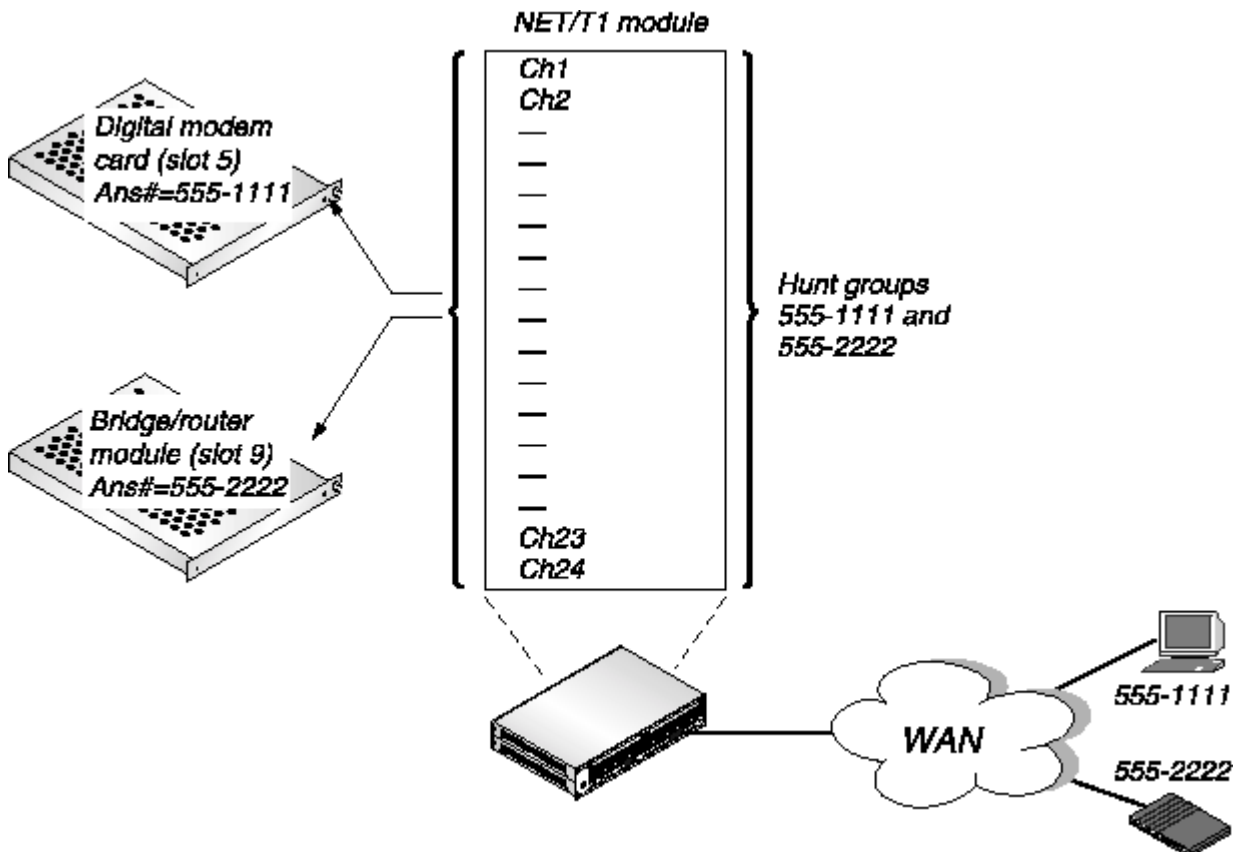 NET/T1 module
Ch1
Ch2
Digital modem
card (slot 5)
Ans#=555-1111
Hunt groups
555-1111 and
555-2222
Bridge/router
module (slot 9)
Ans#=555-2222
Ch23
Ch24
WAN
555-1111
555-2222